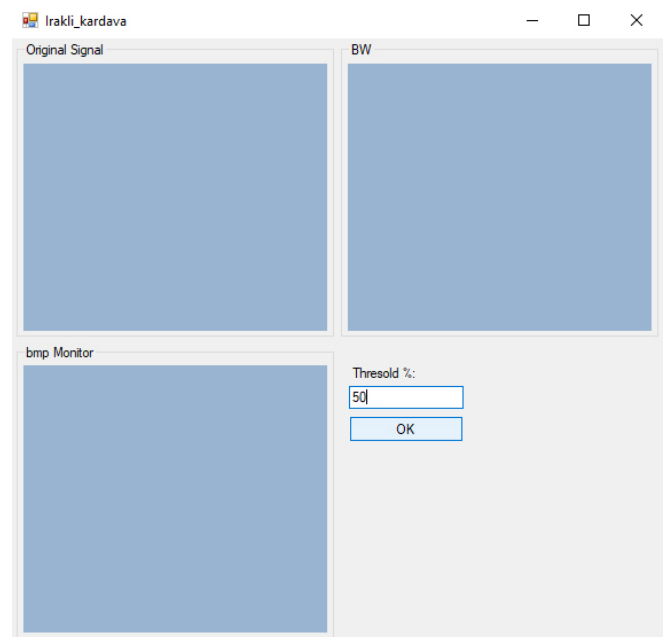 Irakli_kardava
Original Signal
BW
bmp Monitor
Thresold %:
50
OK